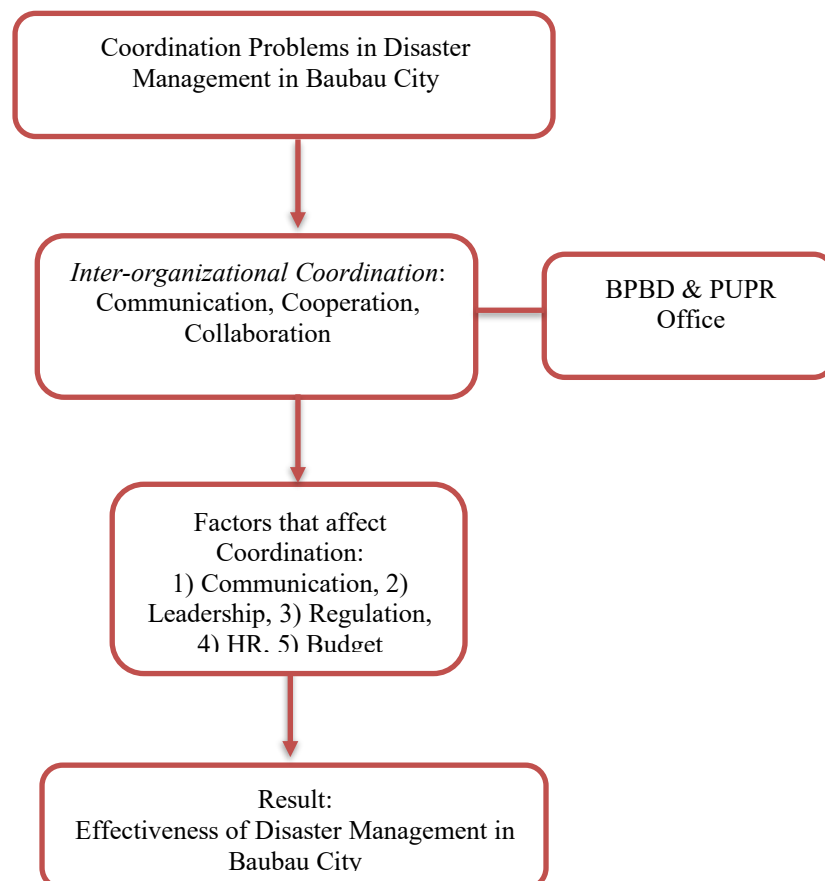 Coordination Problems in Disaster
Management in Baubau City
Inter-organizational Coordination:
Communication, Cooperation,
Collaboration
BPBD & PUPR
Office
Factors that affect
Coordination:
1) Communication, 2)
Leadership, 3) Regulation,
4) HR, 5) Budget
Result:
Effectiveness of Disaster Management in
Baubau City